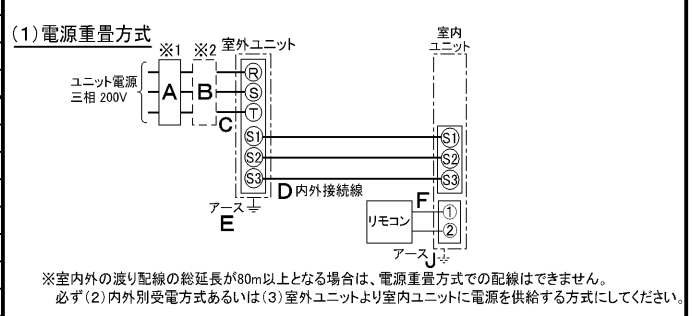 (1)電源重畳方式
※1 ※2 室外ユニット 室内ユニット
ユニット電源
三相 200V
A
B
C
R
S
T
S1
S2
S3
S1
S2
S3
D 内外接続線
アース
E
リモコン
F
①
②
アース
J
※室内外の渡り配線の総延長が80m以上となる場合は、電源重畳方式での配線はできません。
必ず(2)内外別受電方式あるいは(3)室外ユニットより室内ユニットに電源を供給する方式にしてください。